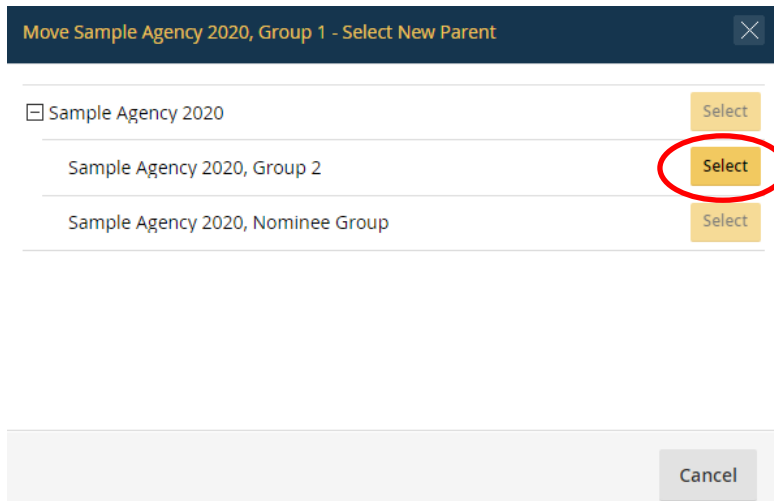 Move Sample Agency 2020, Group 1 - Select New Parent
Sample Agency 2020 Select
Sample Agency 2020, Group 2 Select
Sample Agency 2020, Nominee Group Select
Cancel